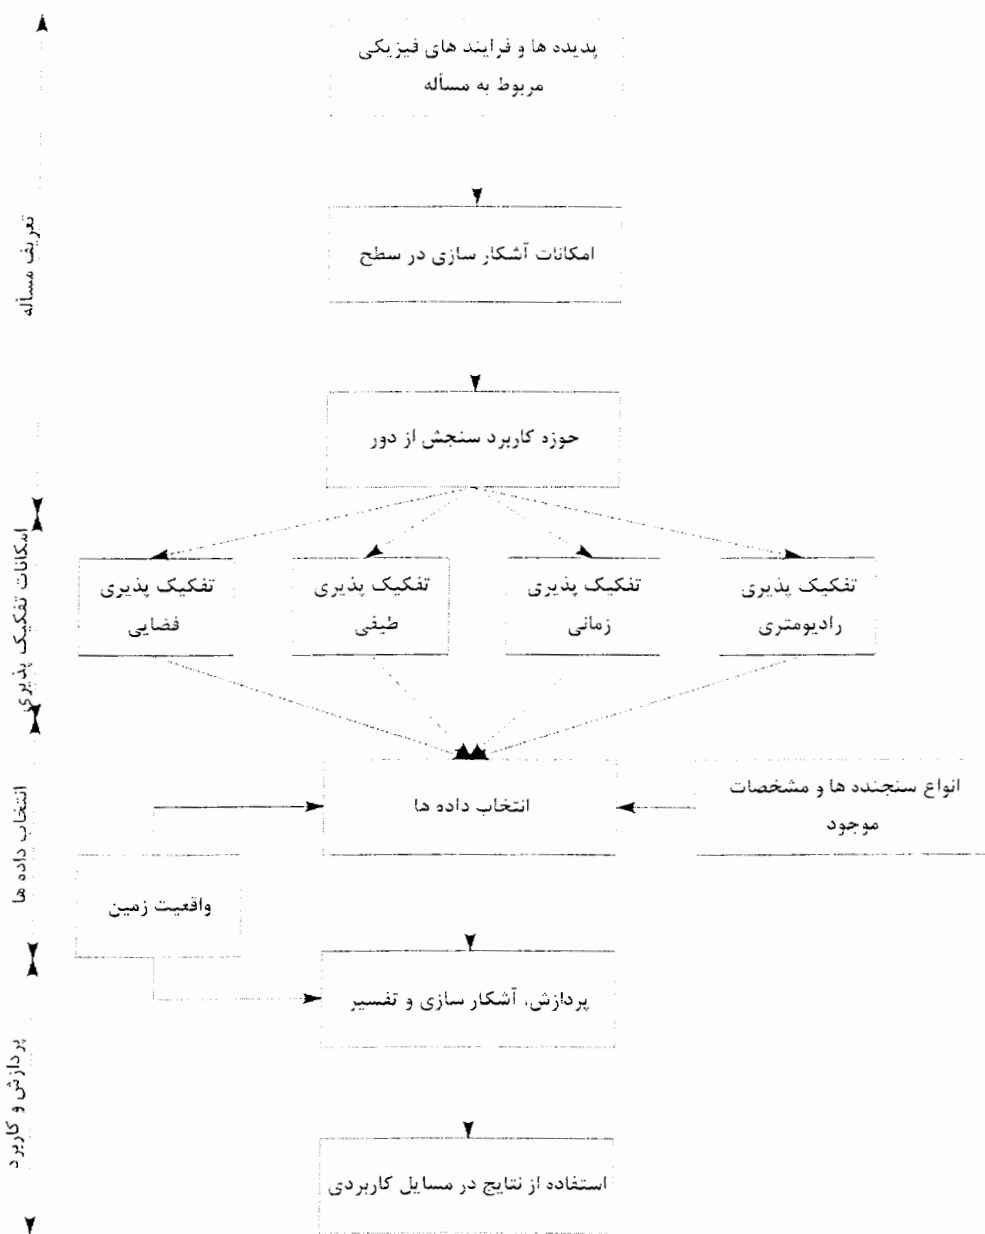 پدیده ها و فرایند های فیزیکی
مربوط به مسأله
امکانات آشکار سازی در سطح
حوزه کاربرد سنجش از دور
تفکیک پذیری
رادیومتری
تفکیک پذیری
زمانی
تفکیک پذیری
طیفی
تفکیک پذیری
فضایی
انواع سنجنده ها و مشخصات
موجود
انتخاب داده ها
واقعیت زمین
پردازش، آشکار سازی و تفسیر
استفاده از نتایج در مسایل کاربردی
تعریف مسأله
امکانات تفکیک پذیری
انتخاب داده ها
پردازش و کاربرد